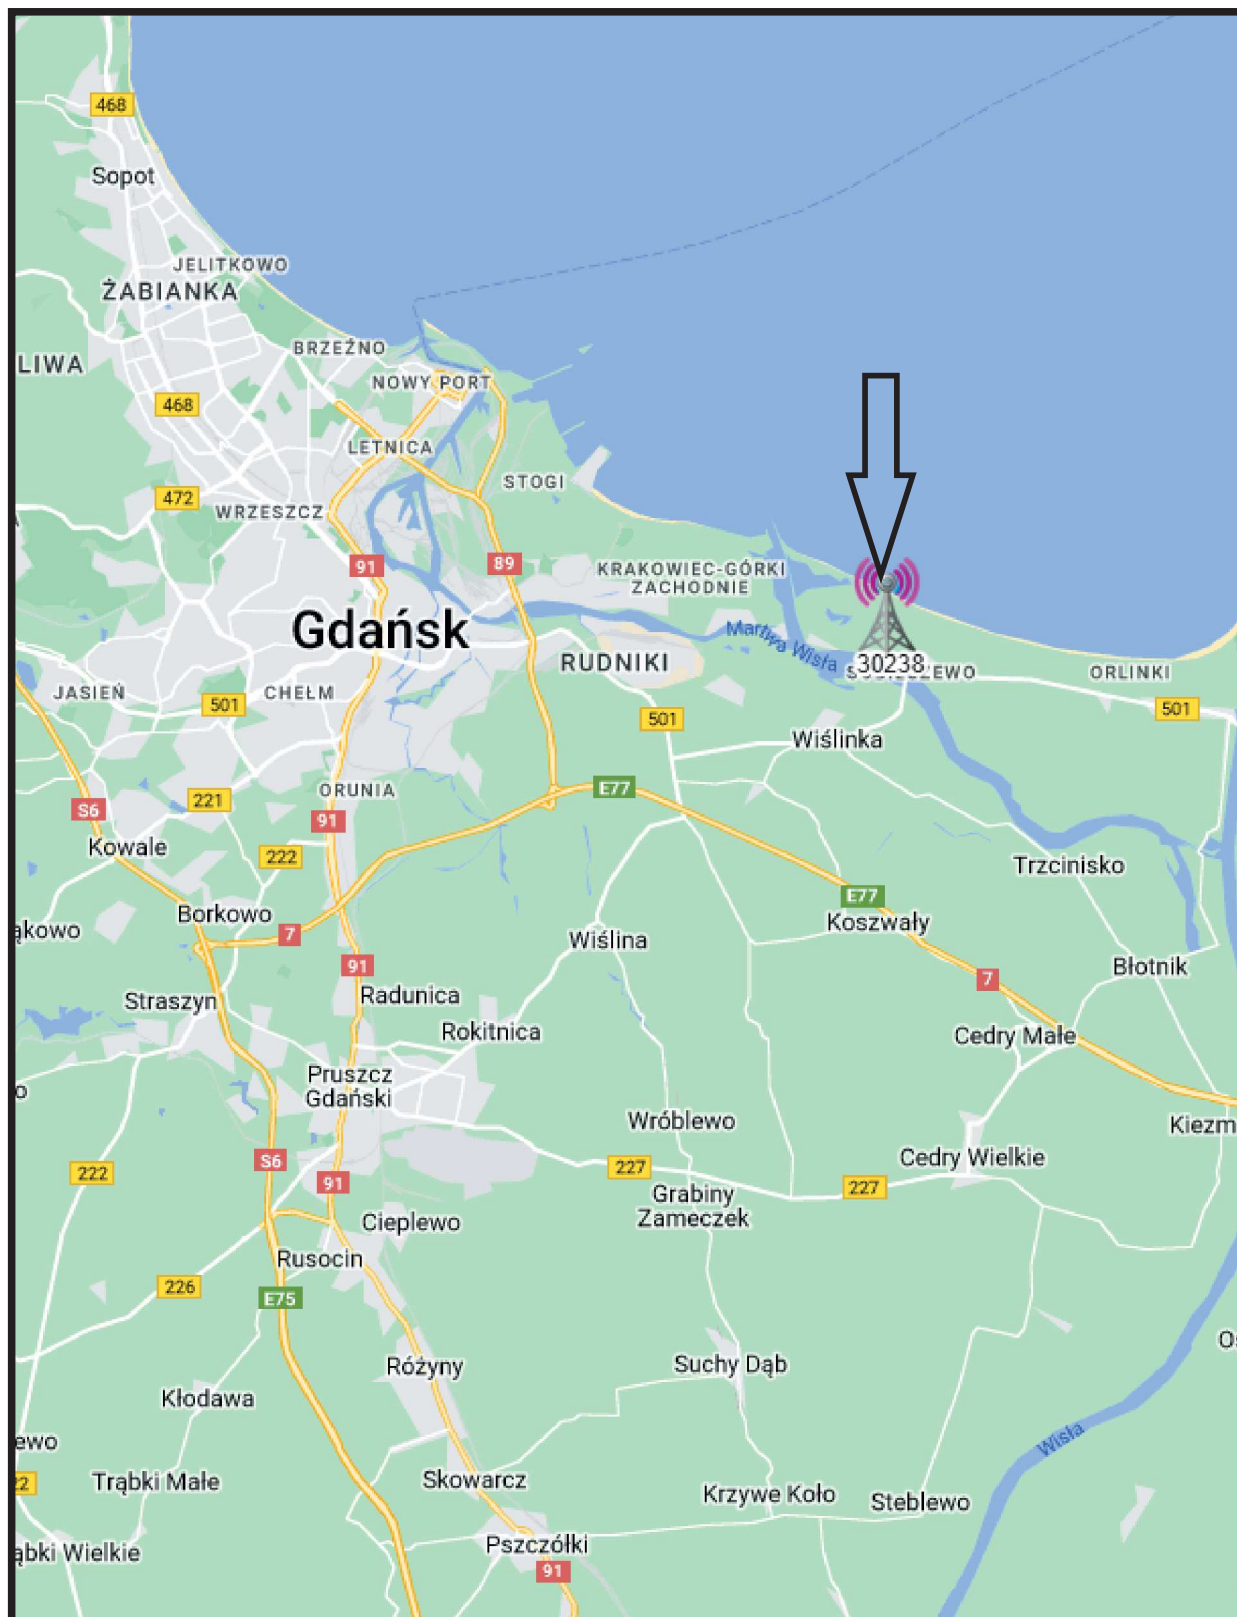 468
Sopot
JELITKOWO
ŻABIANKA
BRZEŹNO
LIWA
NOWY PORT
468
LETNICA
STOGI
472
WRZESZCZ
91
89
KRAKOWIEC-GÓRKI
ZACHODNIE
Gdańsk
Martwa Wisła
RUDNIKI
30238
ORLINKI
JASIEŃ
CHEŁM
501
501
501
Wiślinka
ORUNIA
E77
S6
221
91
Kowale
222
Trzcinisko
E77
Borkowo
Koszwały
ąkowo
7
Wiślina
91
Błotnik
7
Straszyn
Radunica
Rokitnica
Cedry Małe
Pruszcz
Gdański
o
Wróblewo
Kiezm
S6
222
227
Cedry Wielkie
91
227
Grabiny
Zameczek
Cieplewo
Rusocin
226
E75
Różyny
Suchy Dąb
Kłodawa
ewo
Wisła
22
Trąbki Małe
Skowarcz
Krzywe Koło
Steblewo
ąbki Wielkie
Pszczółki
91